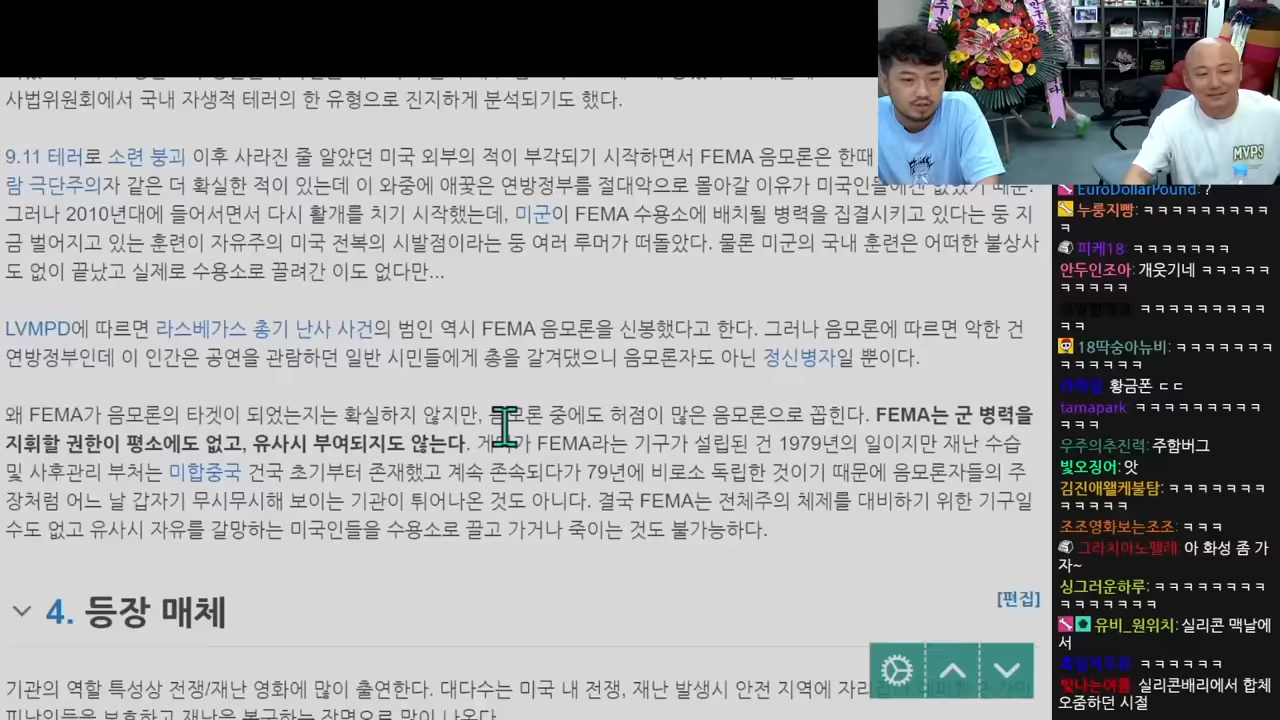 사법위원회에서 국내 자생적 테러의 한 유형으로 진지하게 분석되기도 했다.
9.11 테러로 소련 붕괴 이후 사라진 줄 알았던 미국 외부의 적이 부각되기 시작하면서 FEMA 음모론은 한때
람 극단주의자 같은 더 확실한 적이 있는데 이 와중에 애꿎은 연방정부를 절대악으로 몰아갈 이유가 미국인들에겐 없었기 때문.
그러나 2010년대에 들어서면서 다시 활개를 치기 시작했는데, 미군이 FEMA 수용소에 배치될 병력을 집결시키고 있다는 둥 지
금 벌어지고 있는 훈련이 자유주의 미국 전복의 시발점이라는 둥 여러 루머가 떠돌았다. 물론 미군의 국내 훈련은 어떠한 불상사
도 없이 끝났고 실제로 수용소로 끌려간 이도 없다만...
LVMPD에 따르면 라스베가스 총기 난사 사건의 범인 역시 FEMA 음모론을 신봉했다고 한다. 그러나 음모론에 따르면 악한 건
연방정부인데 이 인간은 공연을 관람하던 일반 시민들에게 총을 갈겨댔으니 음모론자도 아닌 정신병자일 뿐이다.
왜 FEMA가 음모론의 타겟이 되었는지는 확실하지 않지만, 음모론 중에도 허점이 많은 음모론으로 꼽힌다. FEMA는 군 병력을
지휘할 권한이 평소에도 없고, 유사시 부여되지도 않는다. FEMA라는 기구가 설립된 건 1979년의 일이지만 재난 수습
및 사후관리 부처는 미합중국 건국 초기부터 존재했고 계속 존속되다가 79년에 비로소 독립한 것이기 때문에 음모론자들의 주
장처럼 어느 날 갑자기 무시무시해 보이는 기관이 튀어나온 것도 아니다. 결국 FEMA는 전체주의 체제를 대비하기 위한 기구일
수도 없고 유사시 자유를 갈망하는 미국인들을 수용소로 끌고 가거나 죽이는 것도 불가능하다.
4. 등장 매체
[편집]
기관의 역할 특성상 전쟁/재난 영화에 많이 출연한다. 대다수는 미국 내 전쟁, 재난 발생시 안전 지역에
피난민들을 보호하고 재난을 복구하는 장면으로 많이 나온다.
MVPS
EuroDollarPound: ?
누룽지빵: ㅋㅋㅋㅋㅋㅋㅋㅋㅋ
ㅋ
피케18: ㅋㅋㅋㅋㅋㅋㅋ
안두인조아: 개웃기네 ㅋㅋㅋㅋㅋ
ㅋㅋㅋㅋㅋ
ㅋㅋㅋㅋㅋㅋㅋㅋㅋ
ㅋㅋ
18딱숭아뉴비: ㅋㅋㅋㅋㅋㅋㅋ
ㅋㅋㅋㅋㅋㅋ
황금폰 ㄷㄷ
tamapark: ㅋㅋㅋㅋㅋㅋㅋㅋㅋ
ㅋㅋㅋ
우주의추진력: 주함버그
빛오징어: 앗
김진애왤케불탐: ㅋㅋㅋㅋㅋㅋㅋ
ㅋㅋㅋㅋㅋㅋㅋ
조조영화보는조조: ㅋㅋㅋ
그라치아노펠레: 아 화성 좀 가
자~
싱그러운하루: ㅋㅋㅋㅋㅋㅋㅋㅋ
ㅋㅋㅋㅋㅋㅋㅋ
유비_원위치: 실리콘 맥날에
서
ㅋㅋㅋㅋㅋㅋ
빛나는여름: 실리콘배리에서 합체
오줌하던 시절